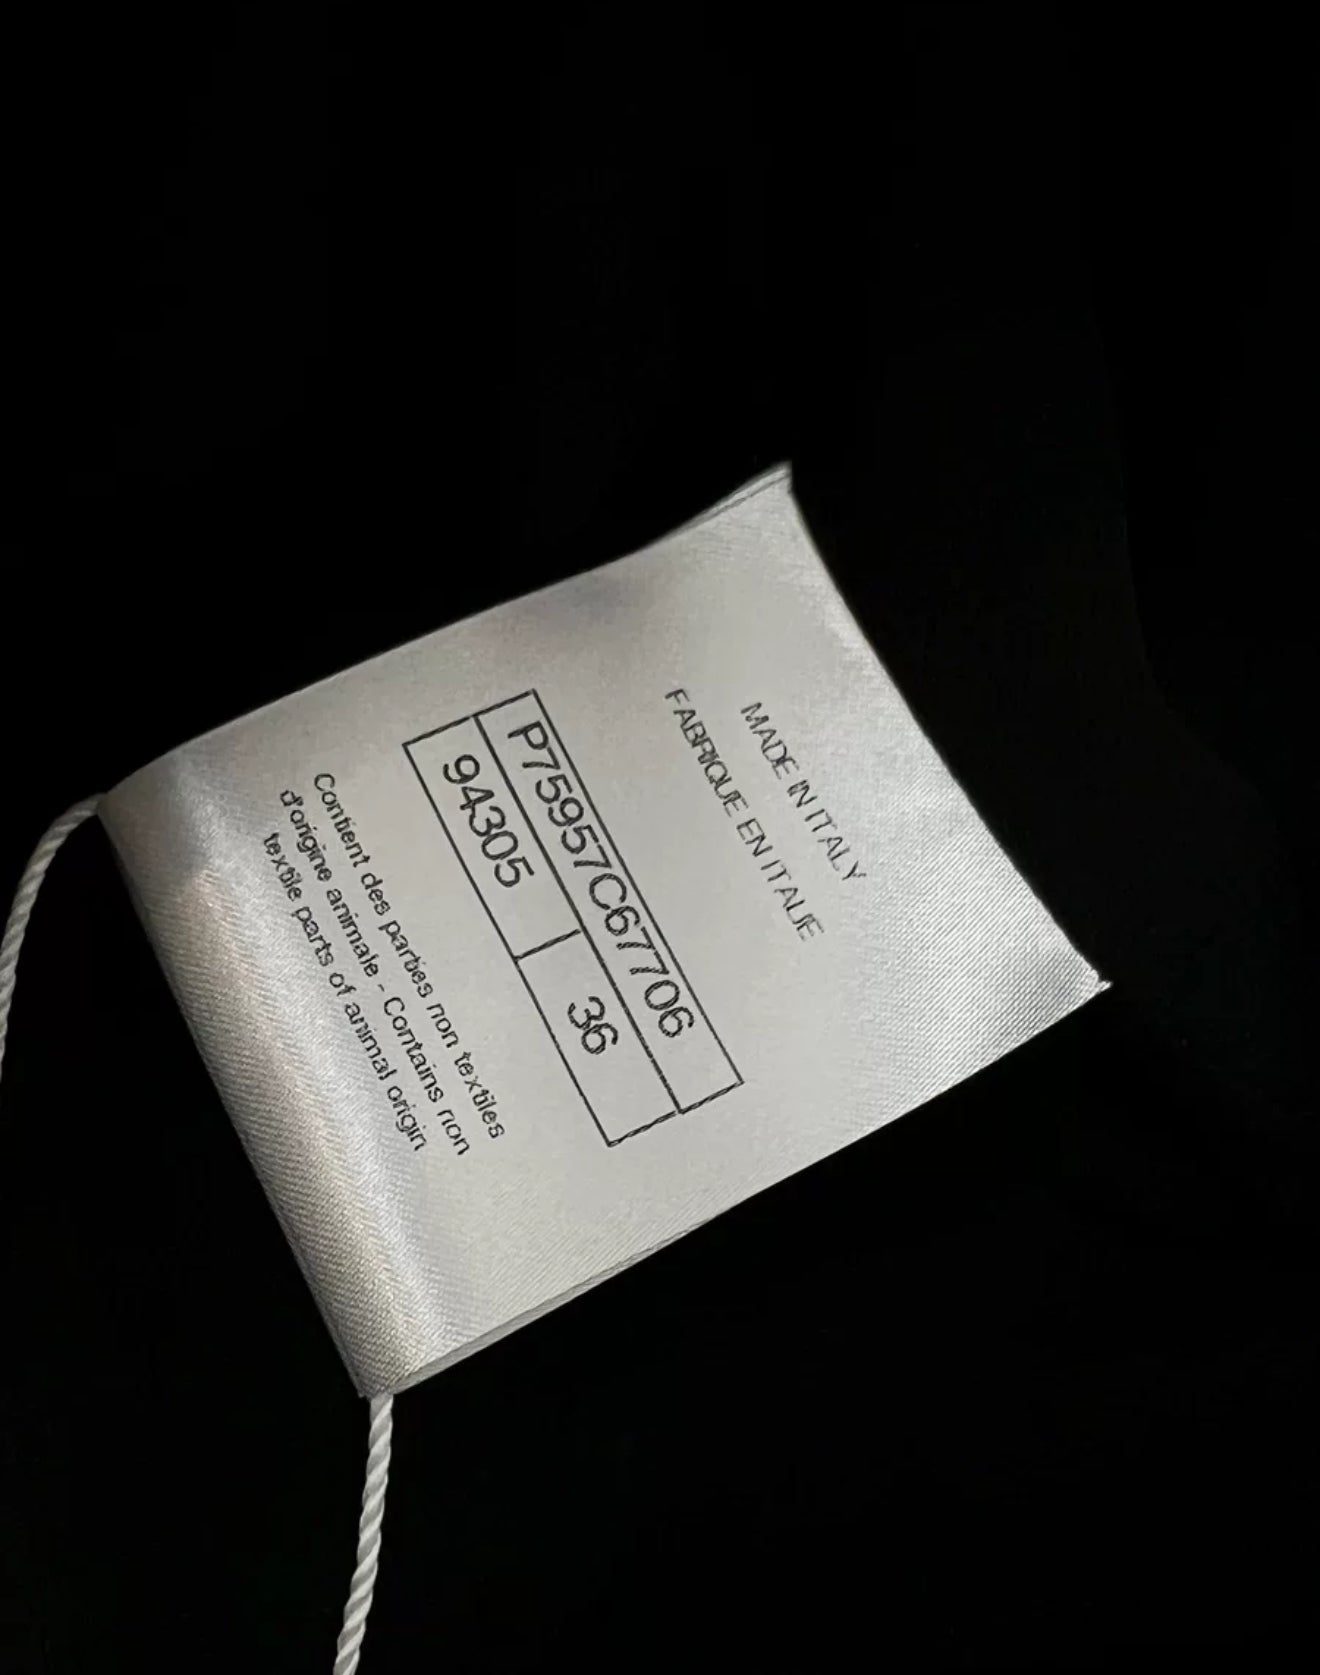 MADE IN ITALY
FABRIQUE EN ITALIE
P75957C67706
94305 36
Contient des parties non textiles
d'origine animale - Contains non
textile parts of animal origin